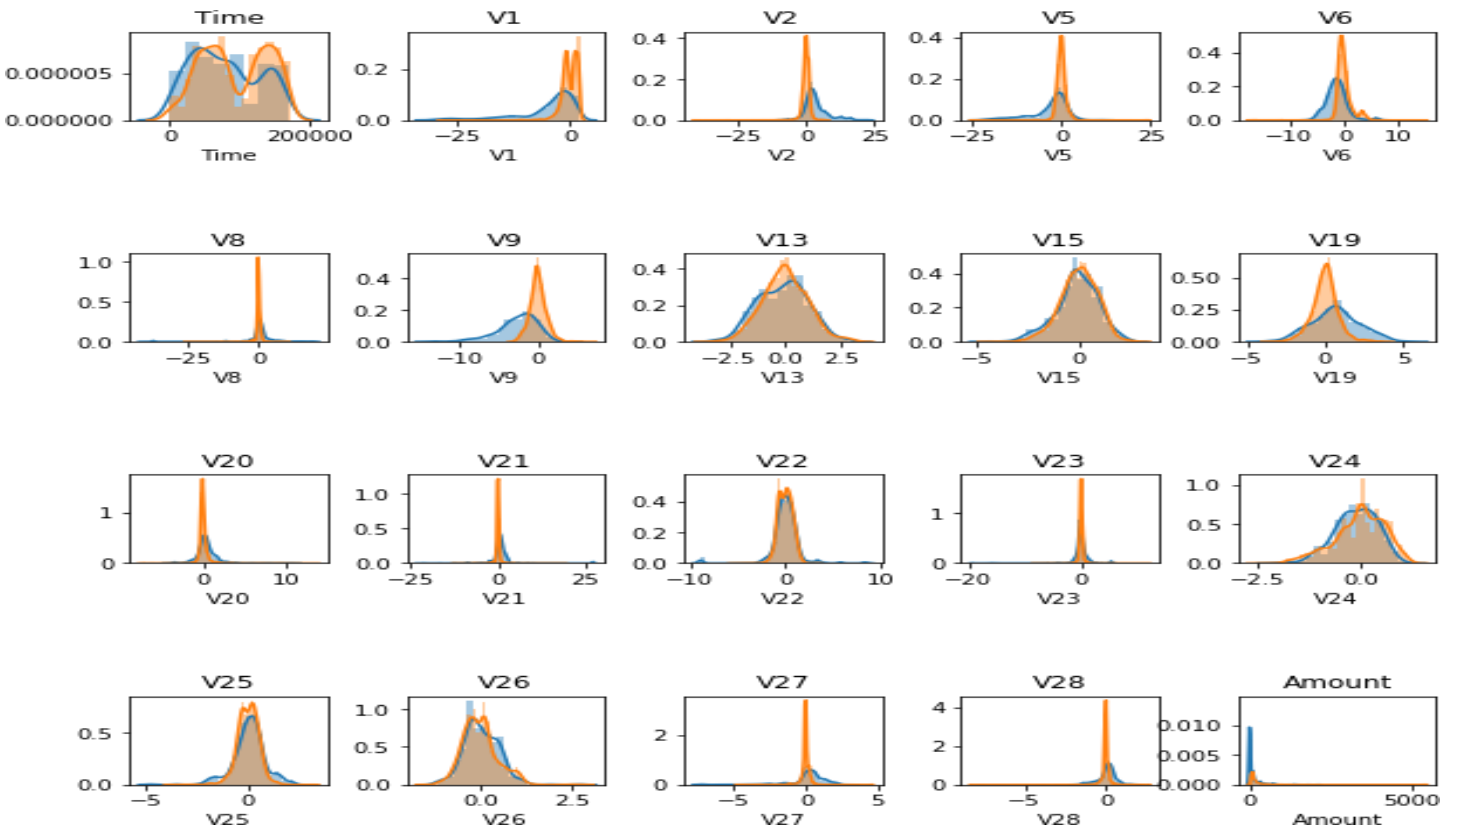 Time V1 V2 V5 V6
0.000005 0.2 0.4 0.4 0.4
0.2 0.2 0.2
0.000000 0.0 0.0 0.0 0.0
0 200000 −25 0 −25 0 25 −25 0 25 −10 0 10
Time V1 V2 V5 V6
V8 V9 V13 V15 V19
1.0 0.4 0.4 0.4 0.50
0.5 0.2 0.2 0.2 0.25
0.0 0.0 0.0 0.0 0.00
−25 0 −10 0 −2.5 0.0 2.5 −5 0 −5 0 5
V8 V9 V13 V15 V19
V20 V21 V22 V23 V24
1 1.0 0.4 1 1.0
0.5 0.2 0.5
0 0.0 0.0 0 0.0
0 10 −25 0 25 −10 0 10 −20 0 −2.5 0.0
V20 V21 V22 V23 V24
V25 V26 V27 V28 Amount
0.5 1.0 2 4 0.010
0.5 2 0.005
0.0 0.0 0 0 0.000
−5 0 0.0 2.5 −5 0 5 −5 0 0 5000
V25 V26 V27 V28 Amount